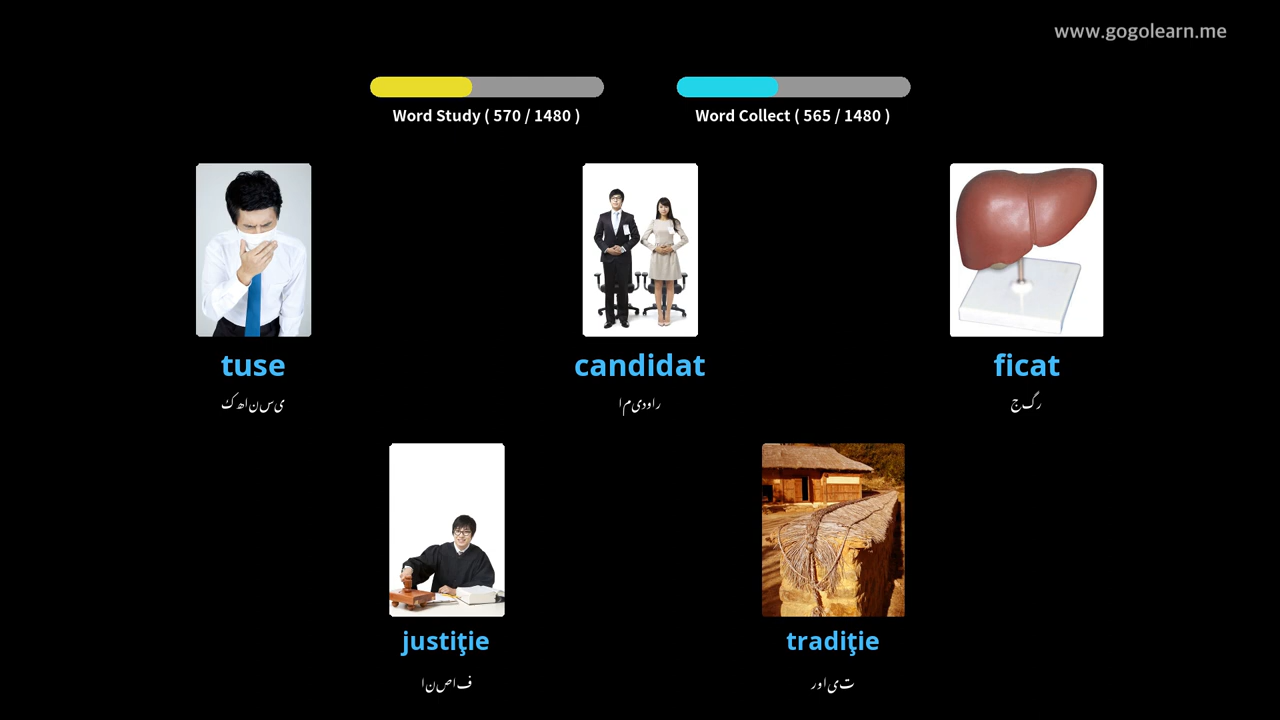 www.gogolearn.me
Word Study ( 570 / 1480 )
Word Collect ( 565 / 1480 )
tuse
candidat
ficat
کھانسی
امیدوار
جگر
justiţie
tradiţie
انصاف
روایت